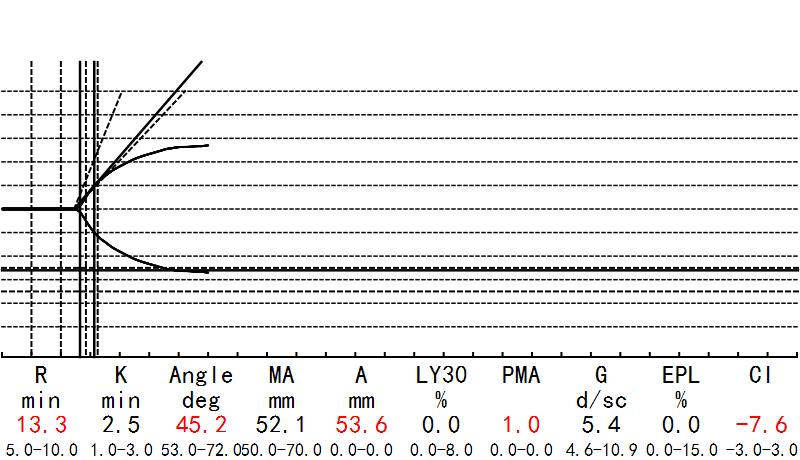 R K Angle MA A LY30 PMA G EPL CI
min min deg mm mm % d/sc %
13.3 2.5 45.2 52.1 53.6 0.0 1.0 5.4 0.0 -7.6
5.0-10.0 1.0-3.0 53.0-72.0 50.0-70.0 0.0-0.0 0.0-8.0 0.0-0.0 4.6-10.9 0.0-15.0 -3.0-3.0